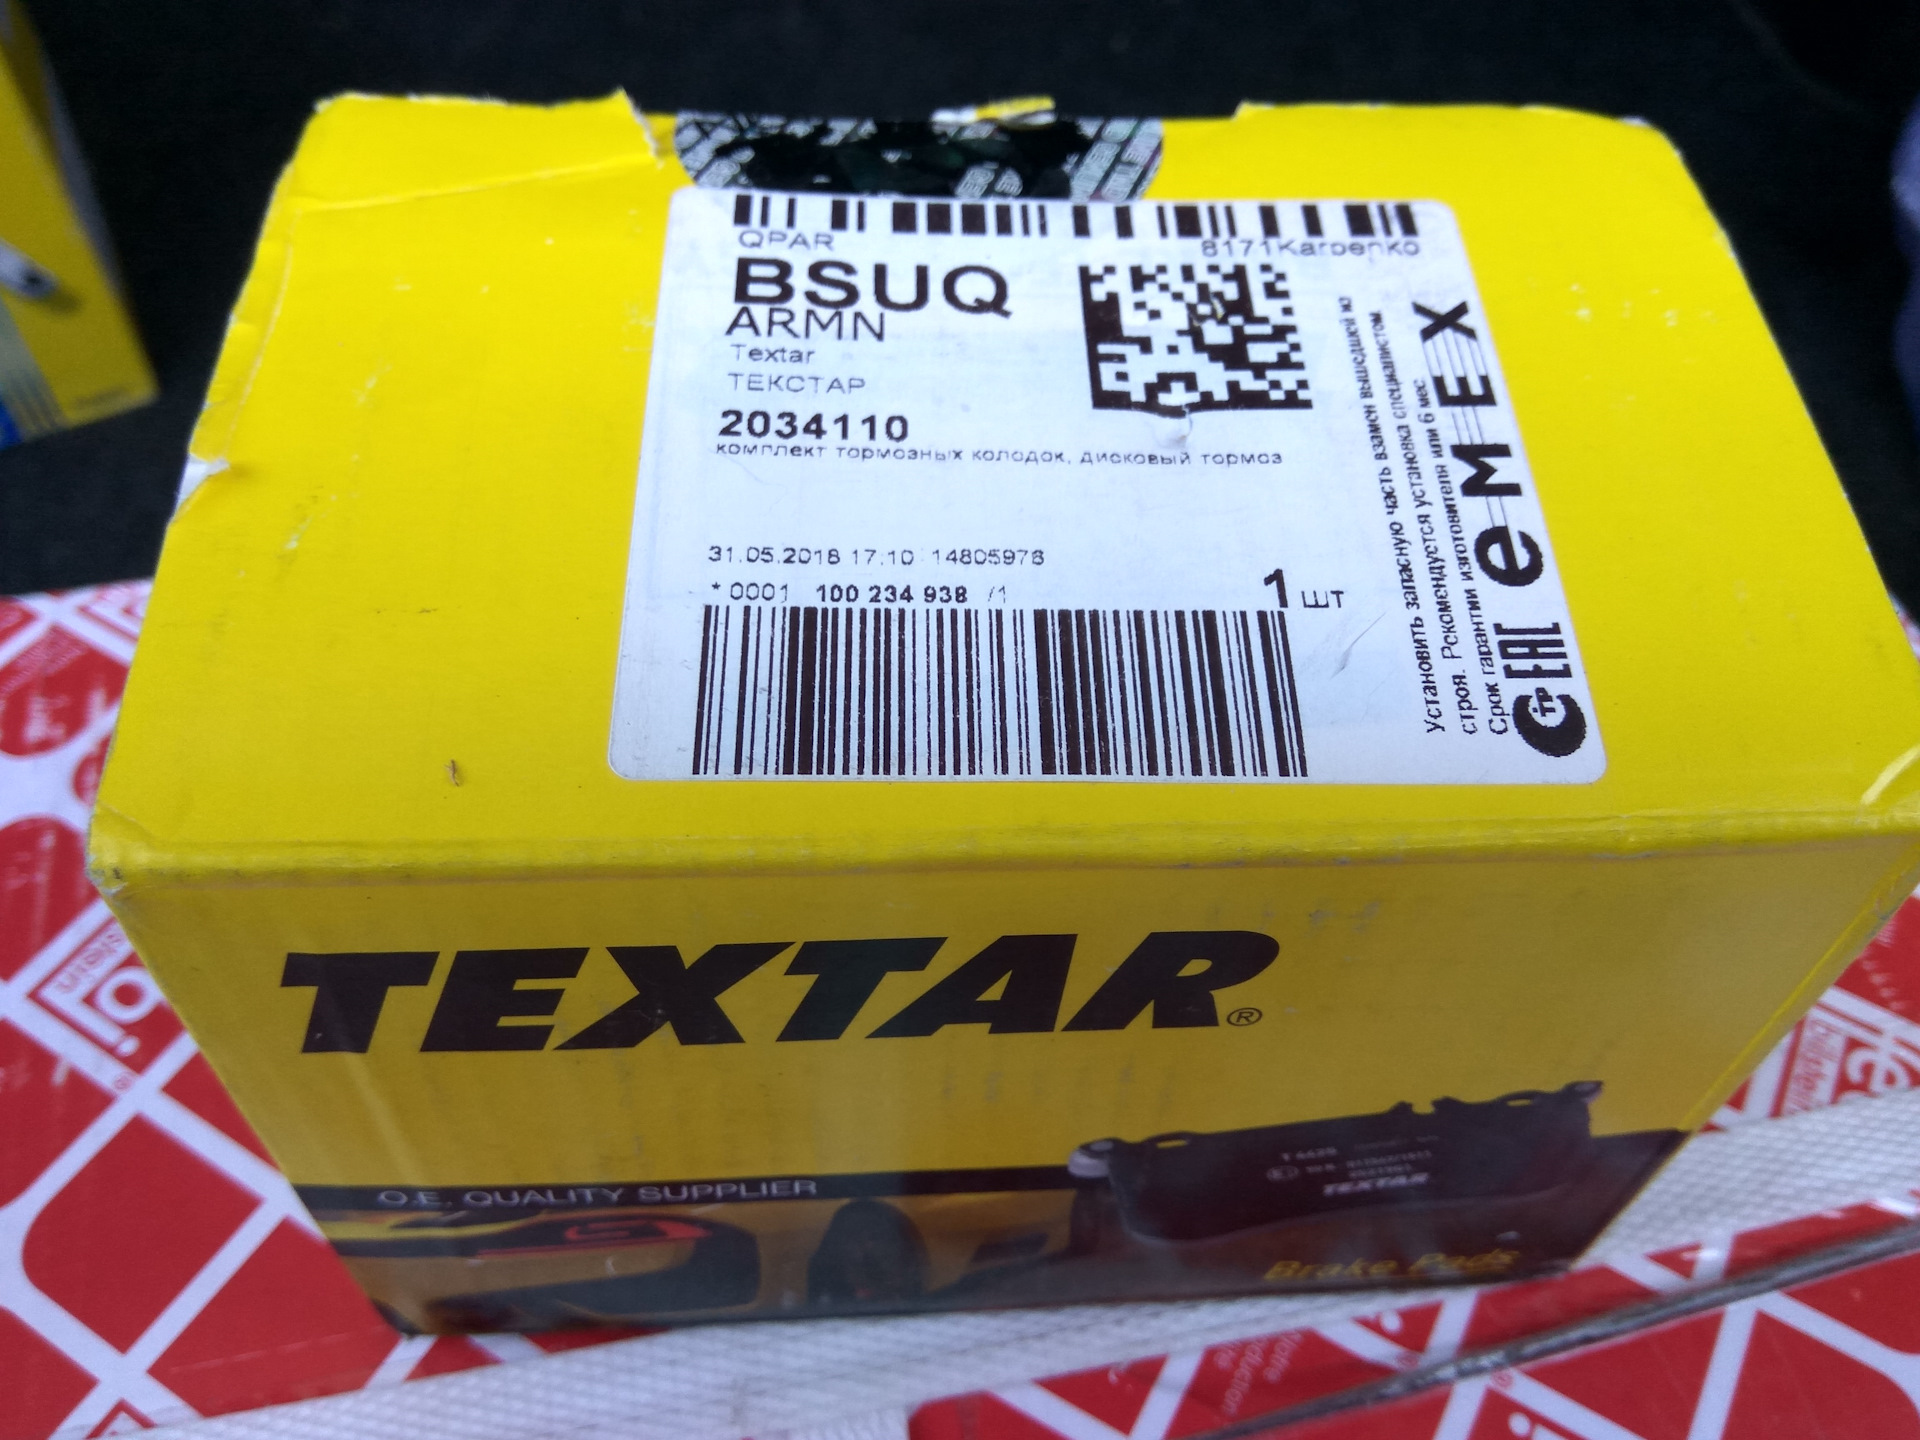 QPAR
8171Karpenko
BSUQ
ARMN
Textar
ТЕКСТАР
2034110
комплект тормозных колодок, дисковый тормоз
31.05.2018 17:10 14805978
* 0001 100 234 938 /1
1 шт
Установить запасную часть взамен вышедшей из
строя. Рекомендуется установка специалистом.
Срок гарантии изготовителя или 6 мес.
eMEX
EAC
TEXTAR®
O.E. QUALITY SUPPLIER
TEXTAR
Brake Pads